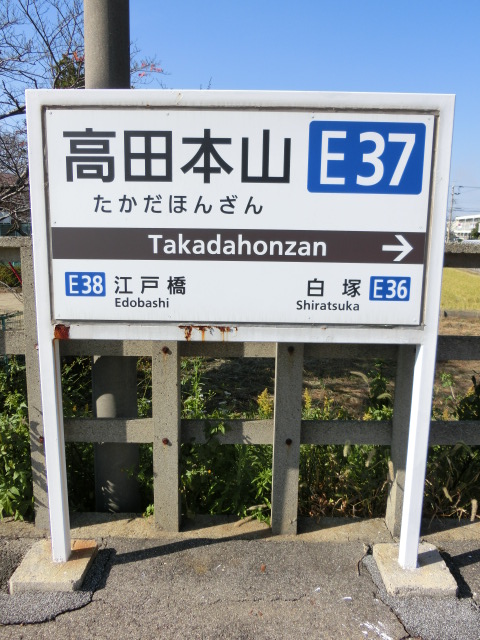 高田本山 E37
たかだほんざん
Takadahonzan →
E38 江戸橋 白塚 E36
Edobashi Shiratsuka